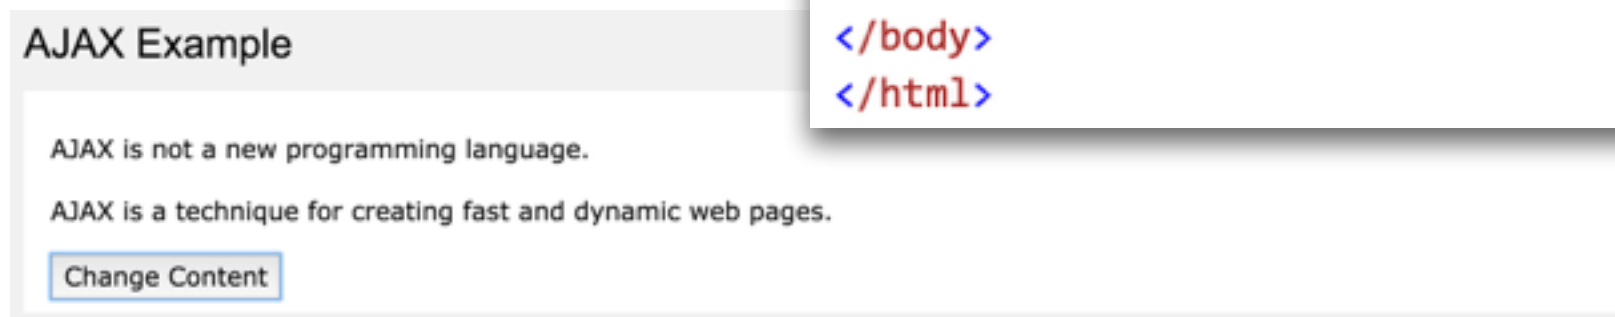 AJAX Example
</body>
</html>
AJAX is not a new programming language.
AJAX is a technique for creating fast and dynamic web pages.
Change Content